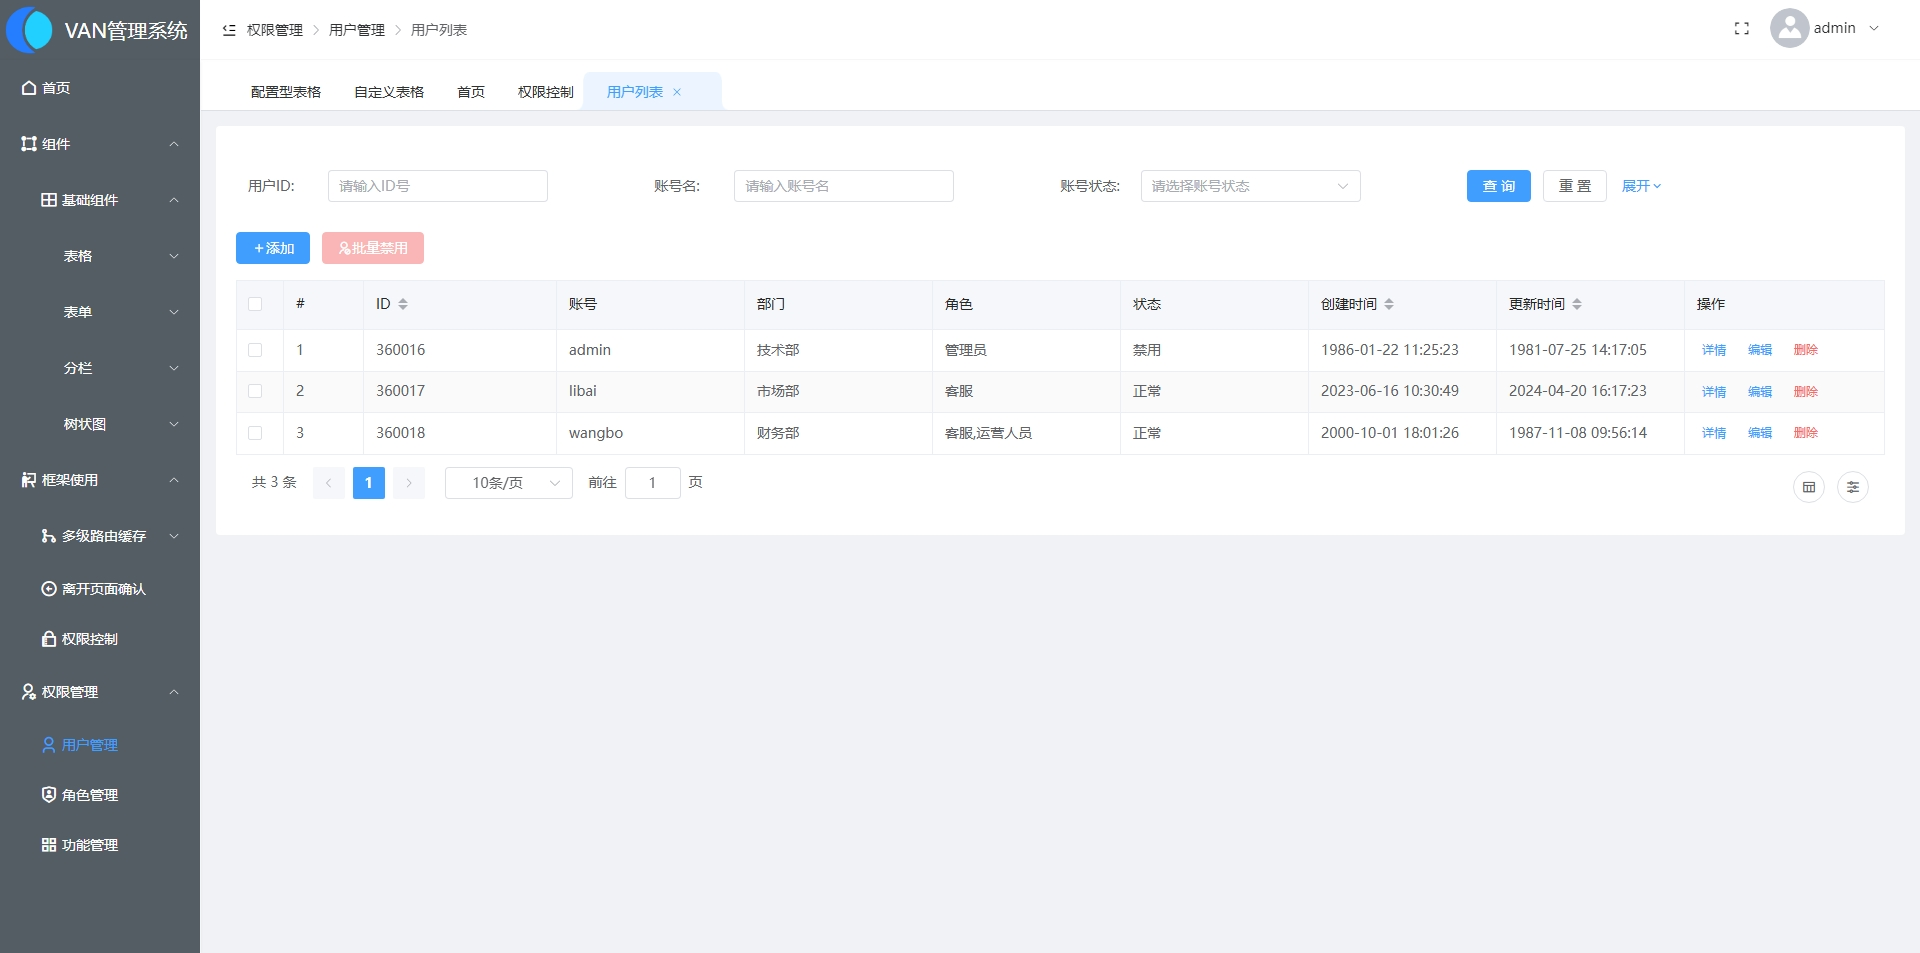 VAN管理系统
首页
组件
基础组件
表格
表单
分栏
树状图
框架使用
多级路由缓存
离开页面确认
权限控制
权限管理
用户管理
角色管理
功能管理
权限管理 用户管理 用户列表
admin
配置型表格 自定义表格 首页 权限控制 用户列表
用户ID: 请输入ID号 账号名: 请输入账号名 账号状态: 请选择账号状态 查 询 重 置 展开
+添加 批量禁用
# ID 账号 部门 角色 状态 创建时间 更新时间 操作
1 360016 admin 技术部 管理员 禁用 1986-01-22 11:25:23 1981-07-25 14:17:05 详情 编辑 删除
2 360017 libai 市场部 客服 正常 2023-06-16 10:30:49 2024-04-20 16:17:23 详情 编辑 删除
3 360018 wangbo 财务部 客服,运营人员 正常 2000-10-01 18:01:26 1987-11-08 09:56:14 详情 编辑 删除
共 3 条 1 10条/页 前往 1 页